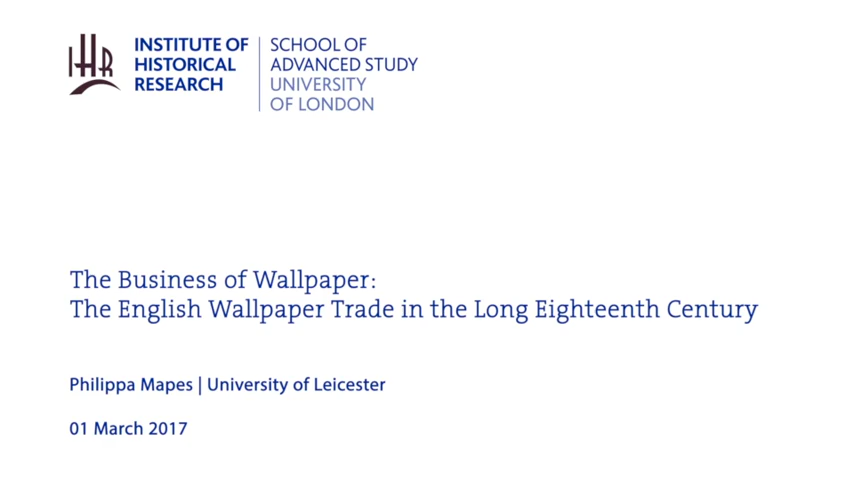 IHR
INSTITUTE OF
HISTORICAL
RESEARCH
SCHOOL OF
ADVANCED STUDY
UNIVERSITY
OF LONDON
The Business of Wallpaper:
The English Wallpaper Trade in the Long Eighteenth Century
Philippa Mapes | University of Leicester
01 March 2017